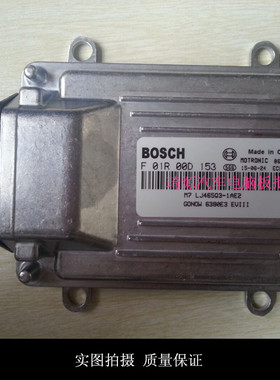 BOSCH
Made in
F 01R 00D 153
MOTRONIC
15-06-24
M7 LJ465Q3-1AE2
GONOW 6380E3 EVIII
实图拍摄 质量保证